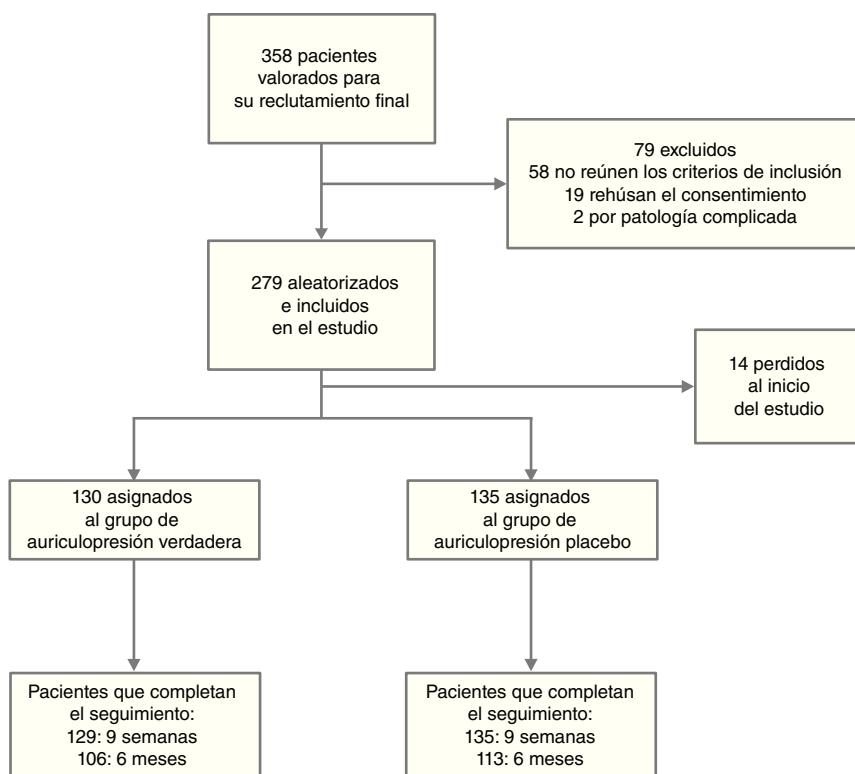 358 pacientes
valorados para
su reclutamiento final
79 excluidos
58 no reúnen los criterios de inclusión
19 rehúsan el consentimiento
2 por patología complicada
279 aleatorizados
e incluidos
en el estudio
14 perdidos
al inicio
del estudio
130 asignados
al grupo de
auriculopresión verdadera
135 asignados
al grupo de
auriculopresión placebo
Pacientes que completan
el seguimiento:
129: 9 semanas
106: 6 meses
Pacientes que completan
el seguimiento:
135: 9 semanas
113: 6 meses